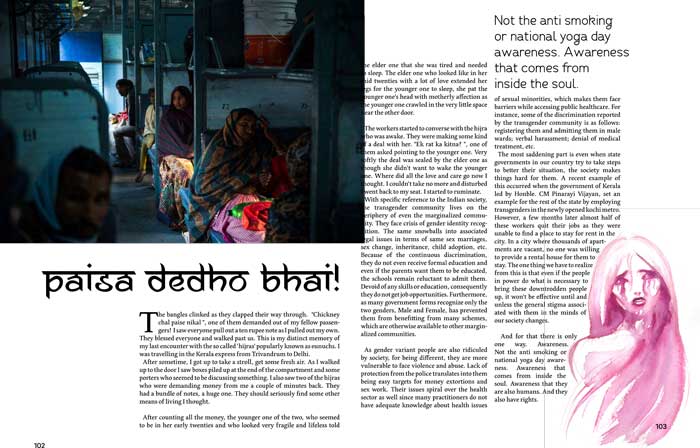 paisa dedho bhai!
The bangles clinked as they clapped their way through. "Chickney
chal paise nikal ", one of them demanded out of my fellow passen-
gers! I saw everyone pull out a ten rupee note as I pulled out my own.
They blessed everyone and walked past us. This is my distinct memory of
my last encounter with the so called 'hijras' popularly known as eunuchs. I
was travelling in the Kerala express from Trivandrum to Delhi.
After sometime, I got up to take a stroll, get some fresh air. As I walked
up to the door I saw boxes piled up at the end of the compartment and some
porters who seemed to be discussing something. I also saw two of the hijras
who were demanding money from me a couple of minutes back. They
had a bundle of notes, a huge one. They should seriously find some other
means of living I thought.
After counting all the money, the younger one of the two, who seemed
to be in her early twenties and who looked very fragile and lifeless told
he elder one that she was tired and needed
sleep. The elder one who looked like in her
mid twenties with a lot of love extended her
legs for the younger one to sleep, she pat the
younger one's head with motherly affection as
the younger one crawled in the very little space
near the other door.
The workers started to converse with the hijra
who was awake. They were making some kind
of a deal with her. "Ek rat ka kitna? ", one of
them asked pointing to the younger one. Very
softly the deal was sealed by the elder one as
though she didn't want to wake the younger
one. Where did all the love and care go now I
thought. I couldn't take no more and disturbed
went back to my seat. I started to ruminate.
With specific reference to the Indian society,
the transgender community lives on the
periphery of even the marginalized commu-
nity. They face crisis of gender identity recog-
nition. The same snowballs into associated
legal issues in terms of same sex marriages,
sex change, inheritance, child adoption, etc.
Because of the continuous discrimination,
they do not even receive formal education and
even if the parents want them to be educated,
the schools remain reluctant to admit them.
Devoid of any skills or education, consequently
they do not get job opportunities. Furthermore,
as many government forms recognize only the
two genders, Male and Female, has prevented
them from benefitting from many schemes,
which are otherwise available to other margin-
alized communities.
As gender variant people are also ridiculed
by society, for being different, they are more
vulnerable to face violence and abuse. Lack of
protection from the police translates into them
being easy targets for money extortions and
sex work. Their issues spiral over the health
sector as well since many practitioners do not
have adequate knowledge about health issues
Not the anti smoking
or national yoga day
awareness. Awareness
that comes from
inside the soul.
of sexual minorities, which makes them face
barriers while accessing public healthcare. For
instance, some of the discrimination reported
by the transgender community is as follows:
registering them and admitting them in male
wards; verbal harassment; denial of medical
treatment, etc.
The most saddening part is even when state
governments in our country try to take steps
to better their situation, the society makes
things hard for them. A recent example of
this occurred when the government of Kerala
led by Honble. CM Pinarayi Vijayan, set an
example for the rest of the state by employing
transgenders in the newly opened kochi metro.
However, a few months later almost half of
these workers quit their jobs as they were
unable to find a place to stay for rent in the
city. In a city where thousands of apart-
ments are vacant, no one was willing
to provide a rental house for them to
stay. The one thing we have to realize
from this is that even if the people
in power do what is necessary to
bring these downtrodden people
up, it won't be effective until and
unless the general stigma associ-
ated with them in the minds of
our society changes.
And for that there is only
one way. Awareness.
Not the anti smoking or
national yoga day aware-
ness. Awareness that
comes from inside the
soul. Awareness that they
are also humans. And they
also have rights.
102
103